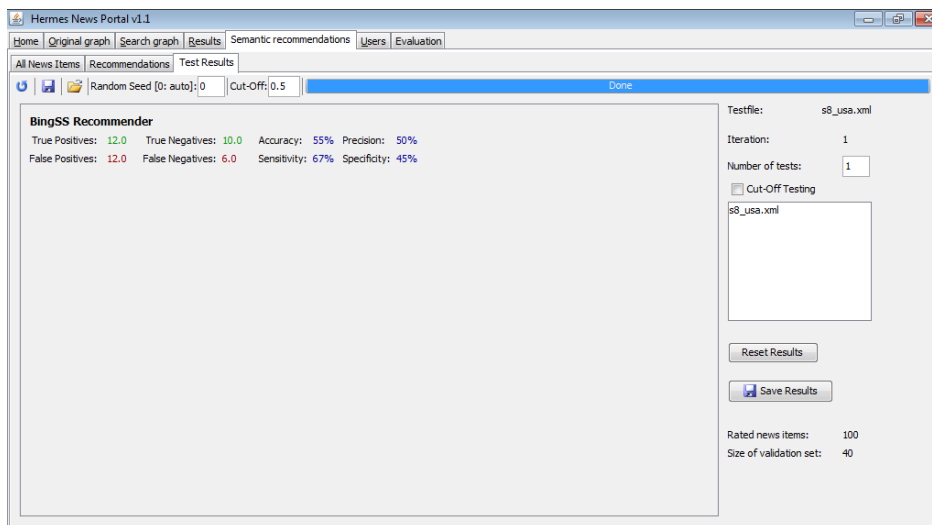 Hermes News Portal v1.1
Home Original graph Search graph Results Semantic recommendations Users Evaluation
All News Items Recommendations Test Results
Random Seed [0: auto]: 0 Cut-Off: 0.5 Done
BingSS Recommender
True Positives: 12.0 True Negatives: 10.0 Accuracy: 55% Precision: 50%
False Positives: 12.0 False Negatives: 6.0 Sensitivity: 67% Specificity: 45%
Testfile: s8_usa.xml
Iteration: 1
Number of tests: 1
Cut-Off Testing
s8_usa.xml
Reset Results
Save Results
Rated news items: 100
Size of validation set: 40